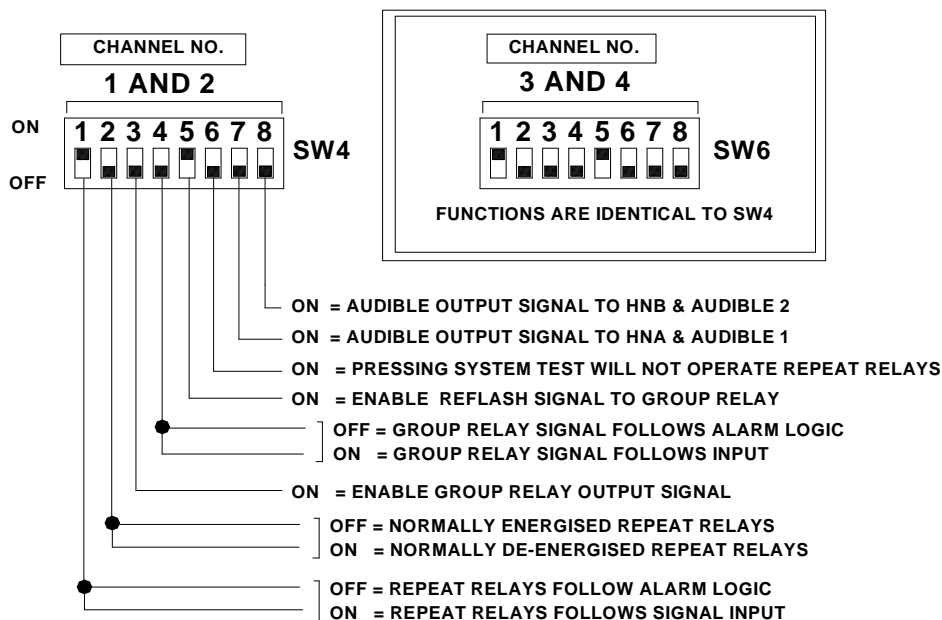 CHANNEL NO.
1 AND 2
ON
1 2 3 4 5 6 7 8
SW4
OFF
CHANNEL NO.
3 AND 4
1 2 3 4 5 6 7 8
SW6
FUNCTIONS ARE IDENTICAL TO SW4
ON = AUDIBLE OUTPUT SIGNAL TO HNB & AUDIBLE 2
ON = AUDIBLE OUTPUT SIGNAL TO HNA & AUDIBLE 1
ON = PRESSING SYSTEM TEST WILL NOT OPERATE REPEAT RELAYS
ON = ENABLE REFLASH SIGNAL TO GROUP RELAY
OFF = GROUP RELAY SIGNAL FOLLOWS ALARM LOGIC
ON = GROUP RELAY SIGNAL FOLLOWS INPUT
ON = ENABLE GROUP RELAY OUTPUT SIGNAL
OFF = NORMALLY ENERGISED REPEAT RELAYS
ON = NORMALLY DE-ENERGISED REPEAT RELAYS
OFF = REPEAT RELAYS FOLLOW ALARM LOGIC
ON = REPEAT RELAYS FOLLOWS SIGNAL INPUT